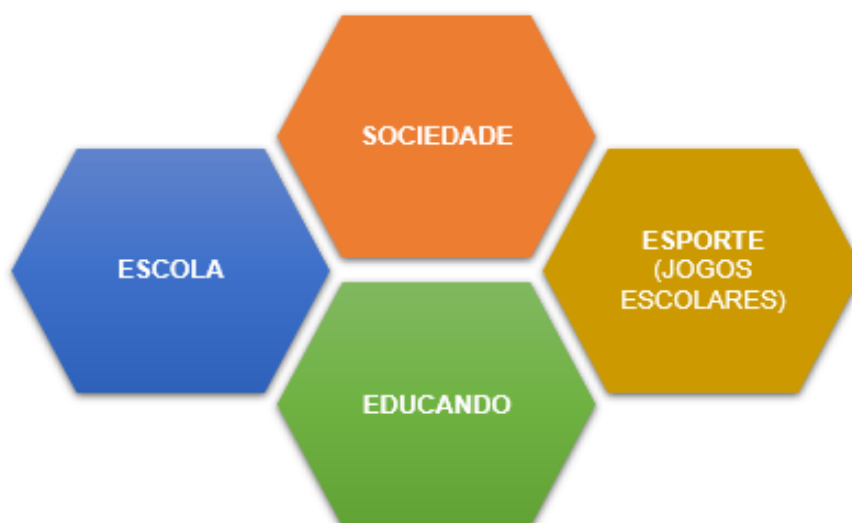 SOCIEDADE
ESCOLA
ESPORTE
(JOGOS
ESCOLARES)
EDUCANDO